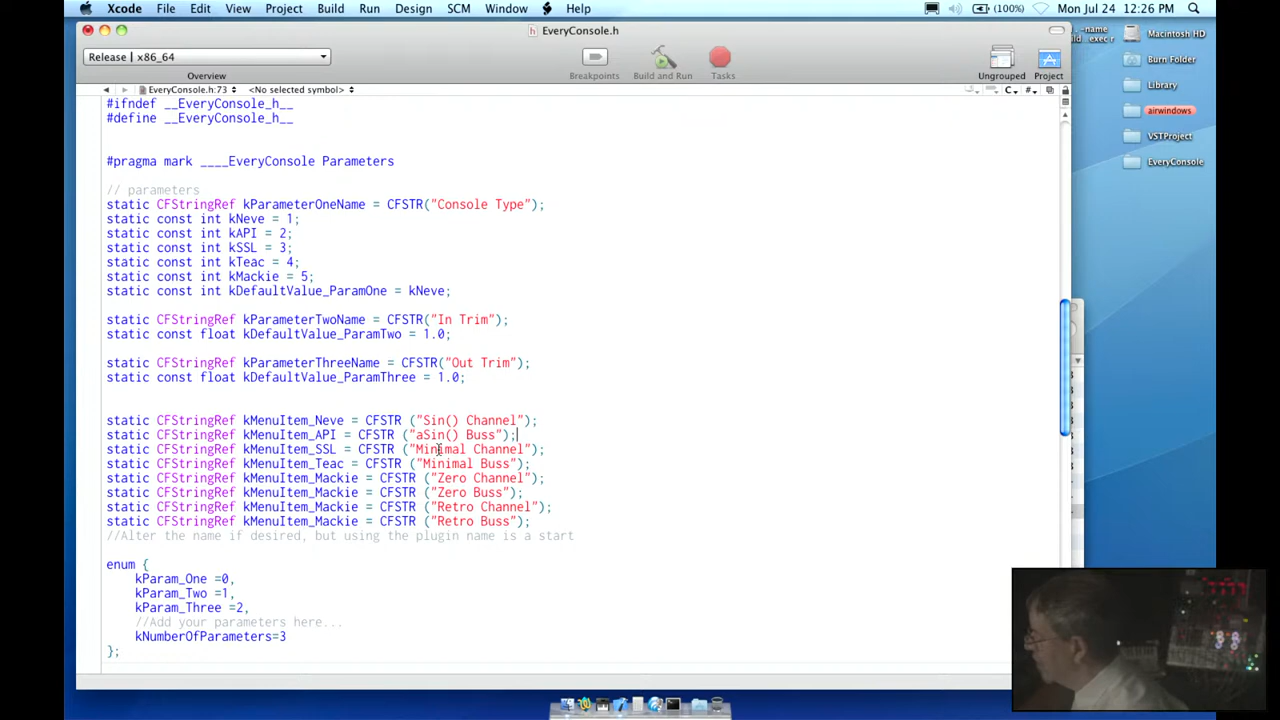 Xcode File Edit View Project Build Run Design SCM Window Help (100%) Mon Jul 24 12:26 PM
EveryConsole.h
Release | x86_64
Overview Breakpoints Build and Run Tasks Ungrouped Project
EveryConsole.h:73 <No selected symbol> C #
#ifndef __EveryConsole_h__
#define __EveryConsole_h__
#pragma mark ____EveryConsole Parameters
// parameters
static CFStringRef kParameterOneName = CFSTR("Console Type");
static const int kNeve = 1;
static const int kAPI = 2;
static const int kSSL = 3;
static const int kTeac = 4;
static const int kMackie = 5;
static const int kDefaultValue_ParamOne = kNeve;
static CFStringRef kParameterTwoName = CFSTR("In Trim");
static const float kDefaultValue_ParamTwo = 1.0;
static CFStringRef kParameterThreeName = CFSTR("Out Trim");
static const float kDefaultValue_ParamThree = 1.0;
static CFStringRef kMenuItem_Neve = CFSTR ("Sin() Channel");
static CFStringRef kMenuItem_API = CFSTR ("aSin() Buss");
static CFStringRef kMenuItem_SSL = CFSTR ("Minimal Channel");
static CFStringRef kMenuItem_Teac = CFSTR ("Minimal Buss");
static CFStringRef kMenuItem_Mackie = CFSTR ("Zero Channel");
static CFStringRef kMenuItem_Mackie = CFSTR ("Zero Buss");
static CFStringRef kMenuItem_Mackie = CFSTR ("Retro Channel");
static CFStringRef kMenuItem_Mackie = CFSTR ("Retro Buss");
//Alter the name if desired, but using the plugin name is a start
enum {
kParam_One =0,
kParam_Two =1,
kParam_Three =2,
//Add your parameters here...
kNumberOfParameters=3
};
-name
exec r
Macintosh HD
Burn Folder
Library
airwindows
VSTProject
EveryConsole